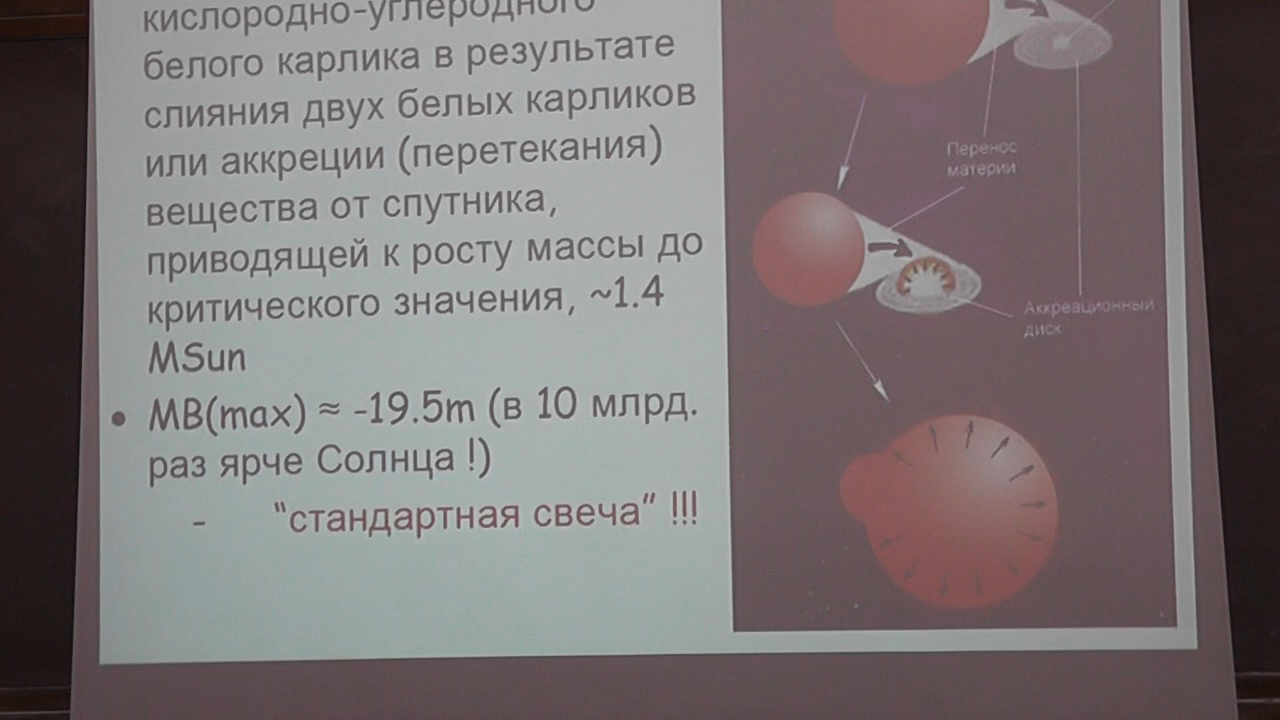 кислородно-углеродного
белого карлика в результате
слияния двух белых карликов
или аккреции (перетекания)
вещества от спутника,
приводящей к росту массы до
критического значения, ~1.4
MSun
• MB(max) ≈ -19.5m (в 10 млрд.
раз ярче Солнца !)
- "стандартная свеча" !!!
Перенос
материи
Аккреационный
диск